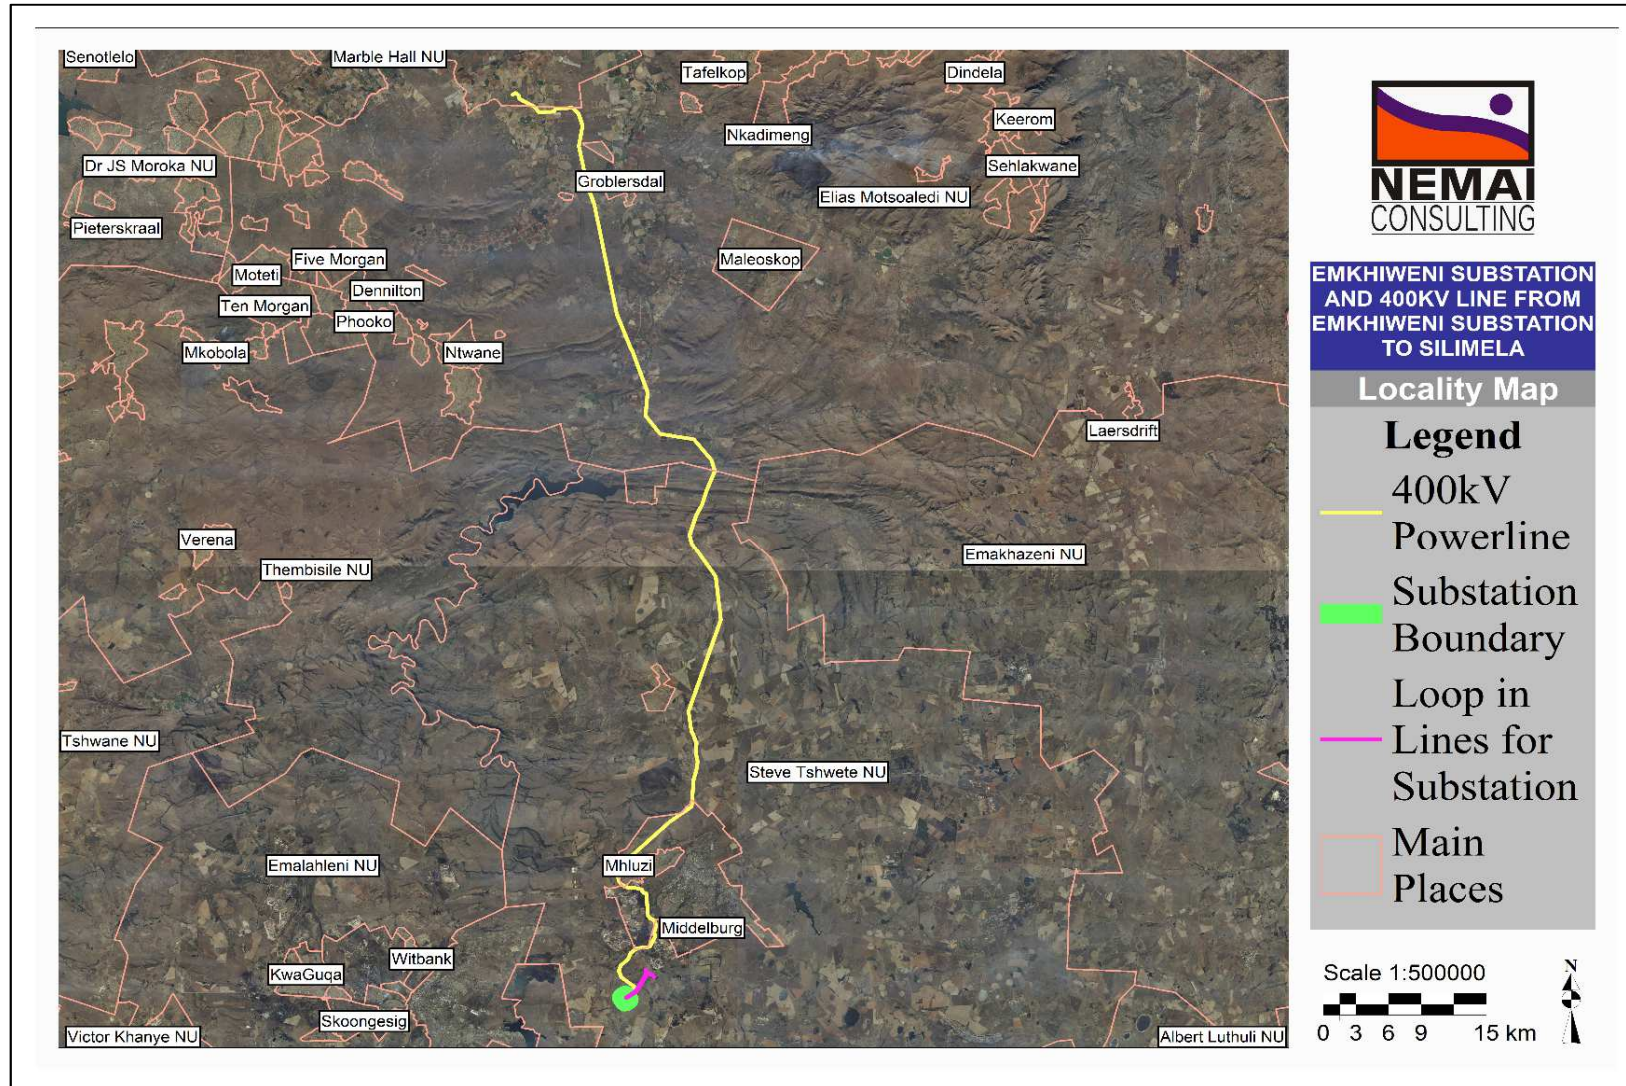 Senotlelo
Marble Hall NU
Tafelkop
Dindela
Keerom
Nkadimeng
Dr JS Moroka NU
Sehlakwane
Groblersdal
Elias Motsoaledi NU
Pieterskraal
Five Morgan
Maleoskop
Moteti
Dennilton
Ten Morgan
Phooko
Mkobola
Ntwane
Laersdrift
Verena
Emakhazeni NU
Thembisile NU
Tshwane NU
Steve Tshwete NU
Emalahleni NU
Mhluzi
Middelburg
Witbank
KwaGuqa
Skoongesig
Victor Khanye NU
Albert Luthuli NU
NEMAI
CONSULTING
EMKHIWENI SUBSTATION
AND 400KV LINE FROM
EMKHIWENI SUBSTATION
TO SILIMELA
Locality Map
Legend
400kV
Powerline
Substation
Boundary
Loop in
Lines for
Substation
Main
Places
Scale 1:500000
0 3 6 9 15 km
N